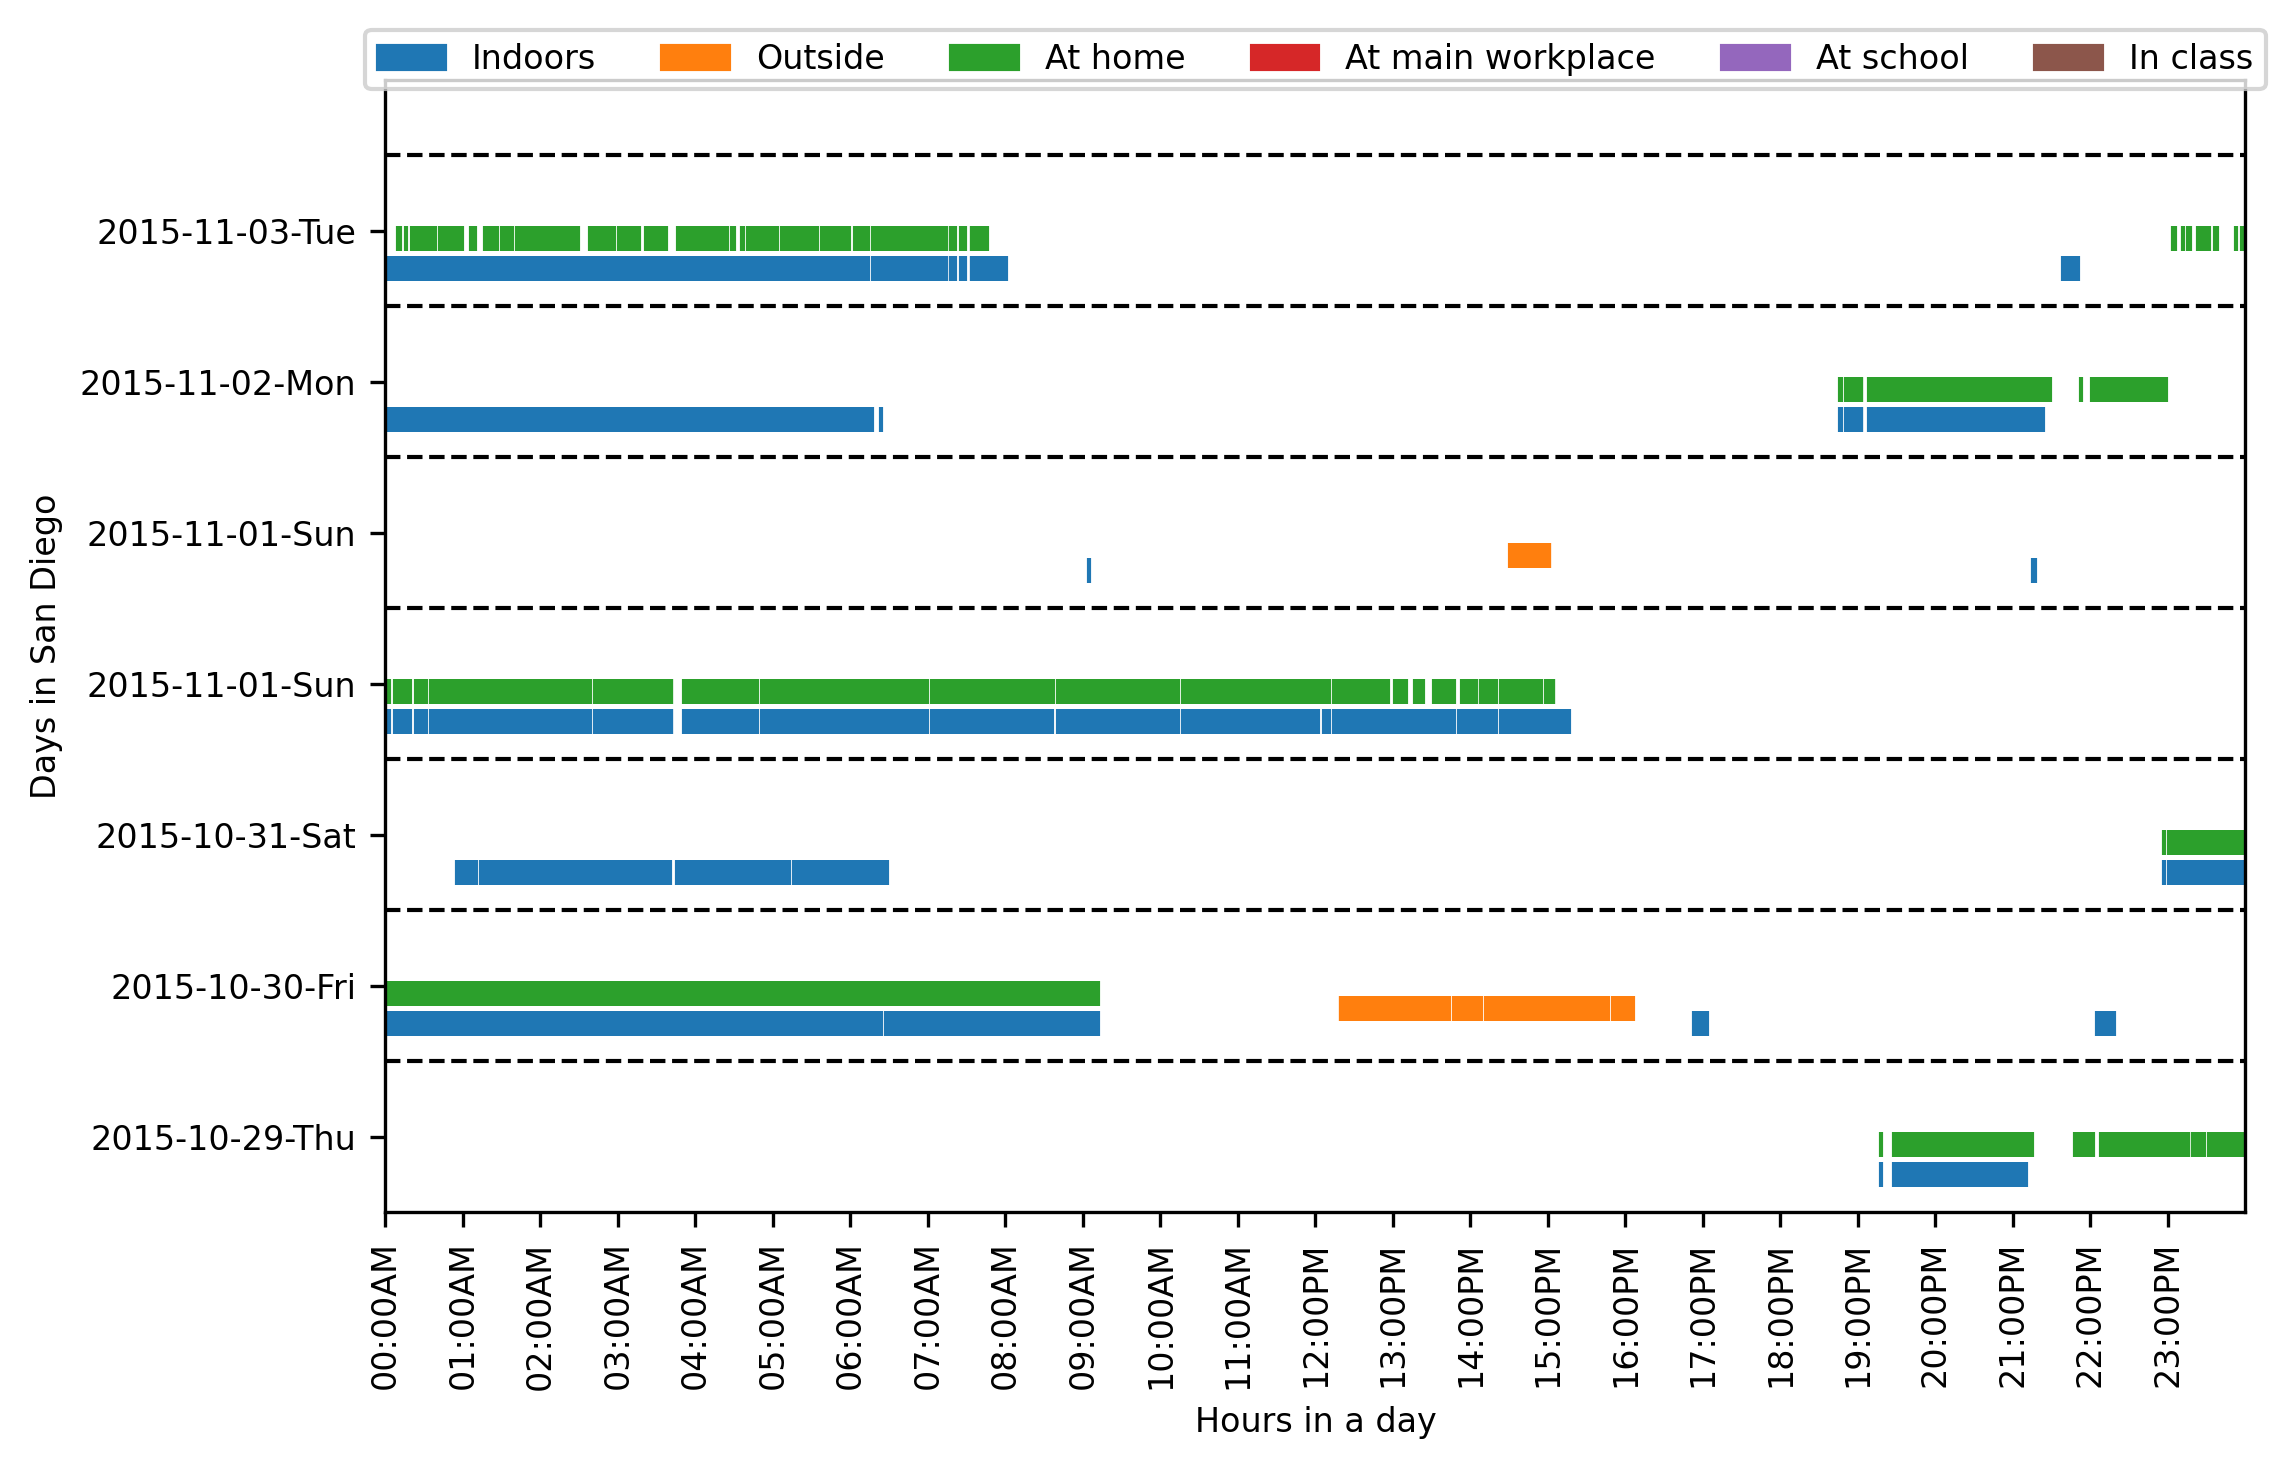 Indoors Outside At home At main workplace At school In class
2015-11-03-Tue
2015-11-02-Mon
2015-11-01-Sun
2015-11-01-Sun
2015-10-31-Sat
2015-10-30-Fri
2015-10-29-Thu
Days in San Diego
00:00AM
01:00AM
02:00AM
03:00AM
04:00AM
05:00AM
06:00AM
07:00AM
08:00AM
09:00AM
10:00AM
11:00AM
12:00PM
13:00PM
14:00PM
15:00PM
16:00PM
17:00PM
18:00PM
19:00PM
20:00PM
21:00PM
22:00PM
23:00PM
Hours in a day